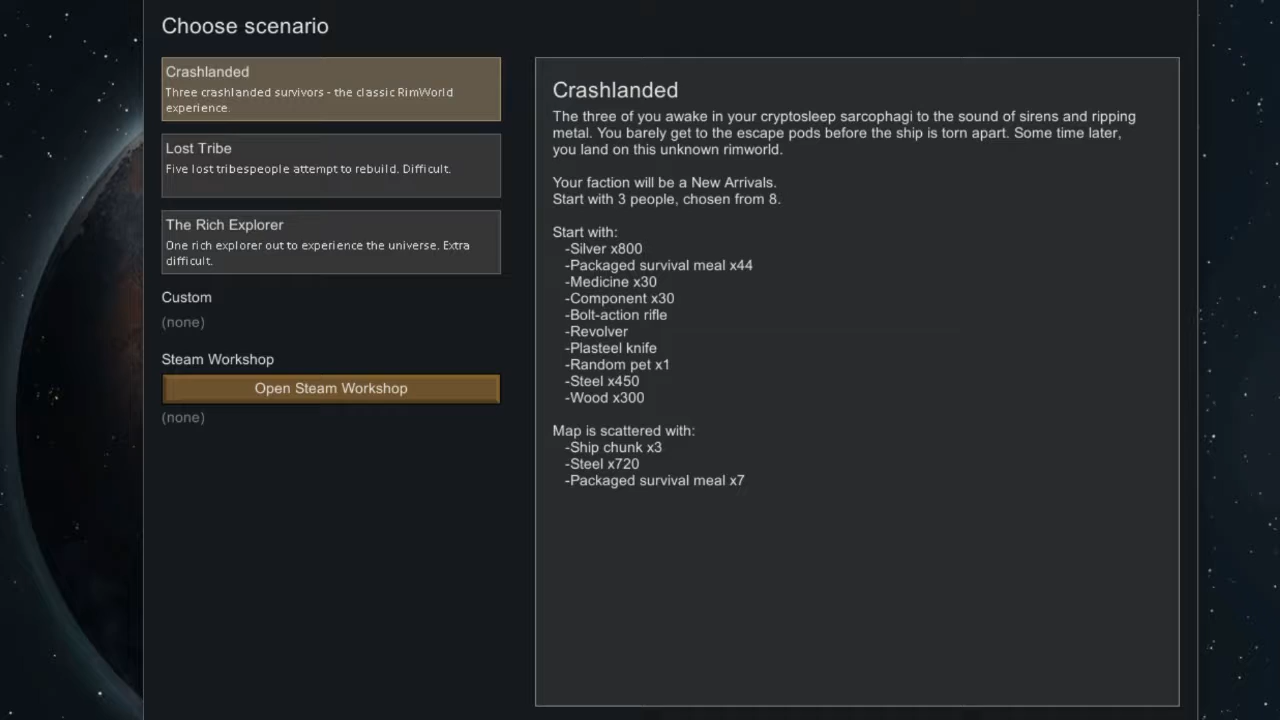 Choose scenario
Crashlanded
Three crashlanded survivors - the classic RimWorld
experience.
Lost Tribe
Five lost tribespeople attempt to rebuild. Difficult.
The Rich Explorer
One rich explorer out to experience the universe. Extra
difficult.
Custom
(none)
Steam Workshop
Open Steam Workshop
(none)
Crashlanded
The three of you awake in your cryptosleep sarcophagi to the sound of sirens and ripping
metal. You barely get to the escape pods before the ship is torn apart. Some time later,
you land on this unknown rimworld.
Your faction will be a New Arrivals.
Start with 3 people, chosen from 8.
Start with:
-Silver x800
-Packaged survival meal x44
-Medicine x30
-Component x30
-Bolt-action rifle
-Revolver
-Plasteel knife
-Random pet x1
-Steel x450
-Wood x300
Map is scattered with:
-Ship chunk x3
-Steel x720
-Packaged survival meal x7